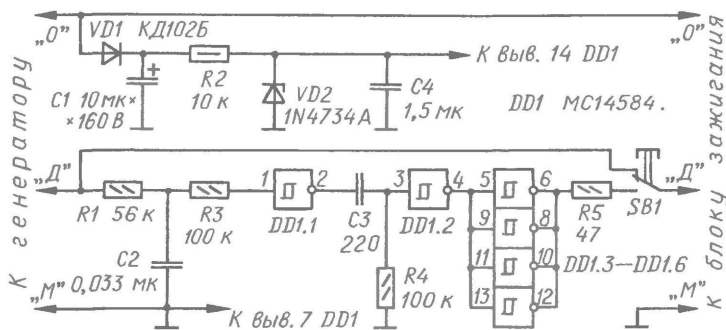 К генератору
„О"
„О"
VD1 КД102Б
R2
10 к
К выв. 14 DD1
C1 10 мк×
×160 В
VD2
1N4734A
C4
1,5 мк
DD1 MC14584.
„Д"
„Д"
R1 56 к
R3
100 к
1
2
DD1.1
C3
220
3
4
DD1.2
R4
100 к
5
6
9
8
11
10
13
12
DD1.3—DD1.6
R5
47
SB1
C2
0,033 мк
„М"
„М"
К выв. 7 DD1
К блоку зажигания